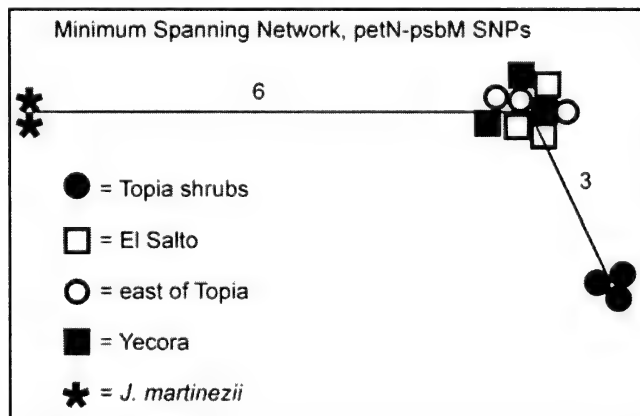 Minimum Spanning Network, petN-psbM SNPs
6
3
= Topia shrubs
= El Salto
= east of Topia
= Yecora
= J. martinezii